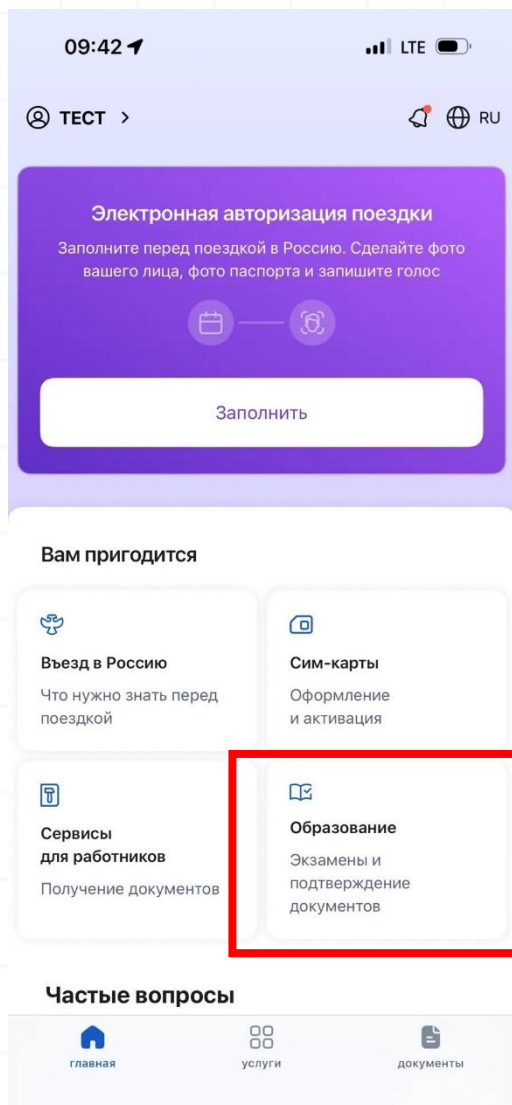 09:42
LTE
ТЕСТ >
RU
Электронная авторизация поездки
Заполните перед поездкой в Россию. Сделайте фото
вашего лица, фото паспорта и запишите голос
Заполнить
Вам пригодится
Въезд в Россию
Что нужно знать перед
поездкой
Сим-карты
Оформление
и активация
Сервисы
для работников
Получение документов
Образование
Экзамены и
подтверждение
документов
Частые вопросы
главная
услуги
документы